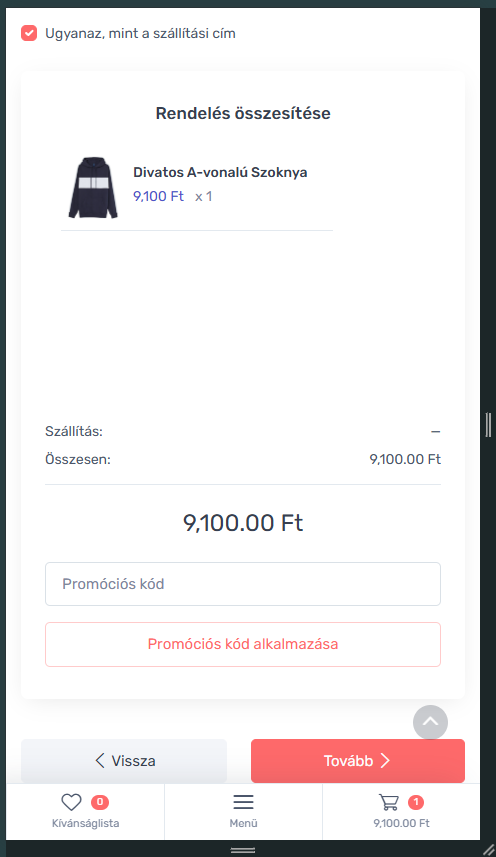 Ugyanaz, mint a szállítási cím
Rendelés összesítése
Divatos A-vonalú Szoknya
9,100 Ft x 1
Szállítás: —
Összesen: 9,100.00 Ft
9,100.00 Ft
Promóciós kód
Promóciós kód alkalmazása
Vissza Tovább
0 1
Kívánságlista Menü 9,100.00 Ft